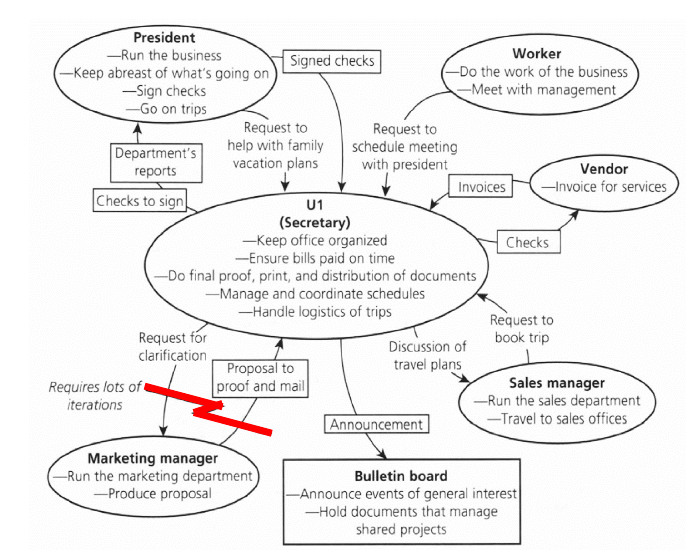 President
—Run the business
—Keep abreast of what's going on
—Sign checks
—Go on trips
Signed checks
Worker
—Do the work of the business
—Meet with management
Request to
help with family
vacation plans
Request to
schedule meeting
with president
Department's
reports
Checks to sign
Vendor
—Invoice for services
Invoices
Checks
U1
(Secretary)
—Keep office organized
—Ensure bills paid on time
—Do final proof, print, and distribution of documents
—Manage and coordinate schedules
—Handle logistics of trips
Request for
clarification
Proposal to
proof and mail
Requires lots of
iterations
Discussion of
travel plans
Request to
book trip
Sales manager
—Run the sales department
—Travel to sales offices
Announcement
Marketing manager
—Run the marketing department
—Produce proposal
Bulletin board
—Announce events of general interest
—Hold documents that manage
shared projects